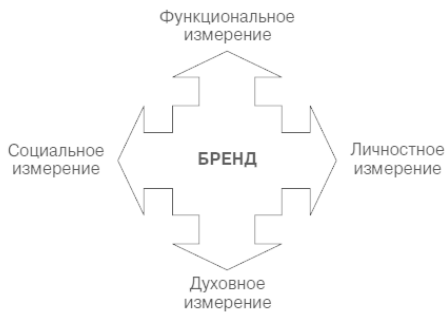 Функциональное
измерение
Социальное
измерение
БРЕНД
Личностное
измерение
Духовное
измерение